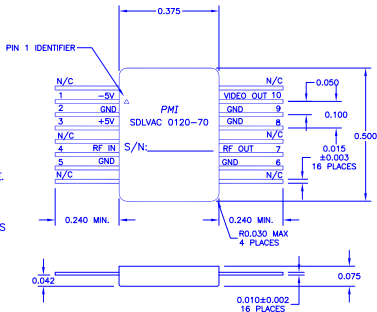 0.375
PIN 1 IDENTIFIER
N/C N/C
1 -5V VIDEO OUT 10
2 GND GND 9
3 +5V GND 8
N/C N/C
4 RF IN RF OUT 7
5 GND GND 6
N/C N/C
PMI
SDLVAC 0120-70
S/N:
0.050
0.100
0.500
0.015
±0.003
16 PLACES
E.
S
0.240 MIN.
0.240 MIN.
R0.030 MAX
4 PLACES
0.042
0.075
0.010±0.002
16 PLACES